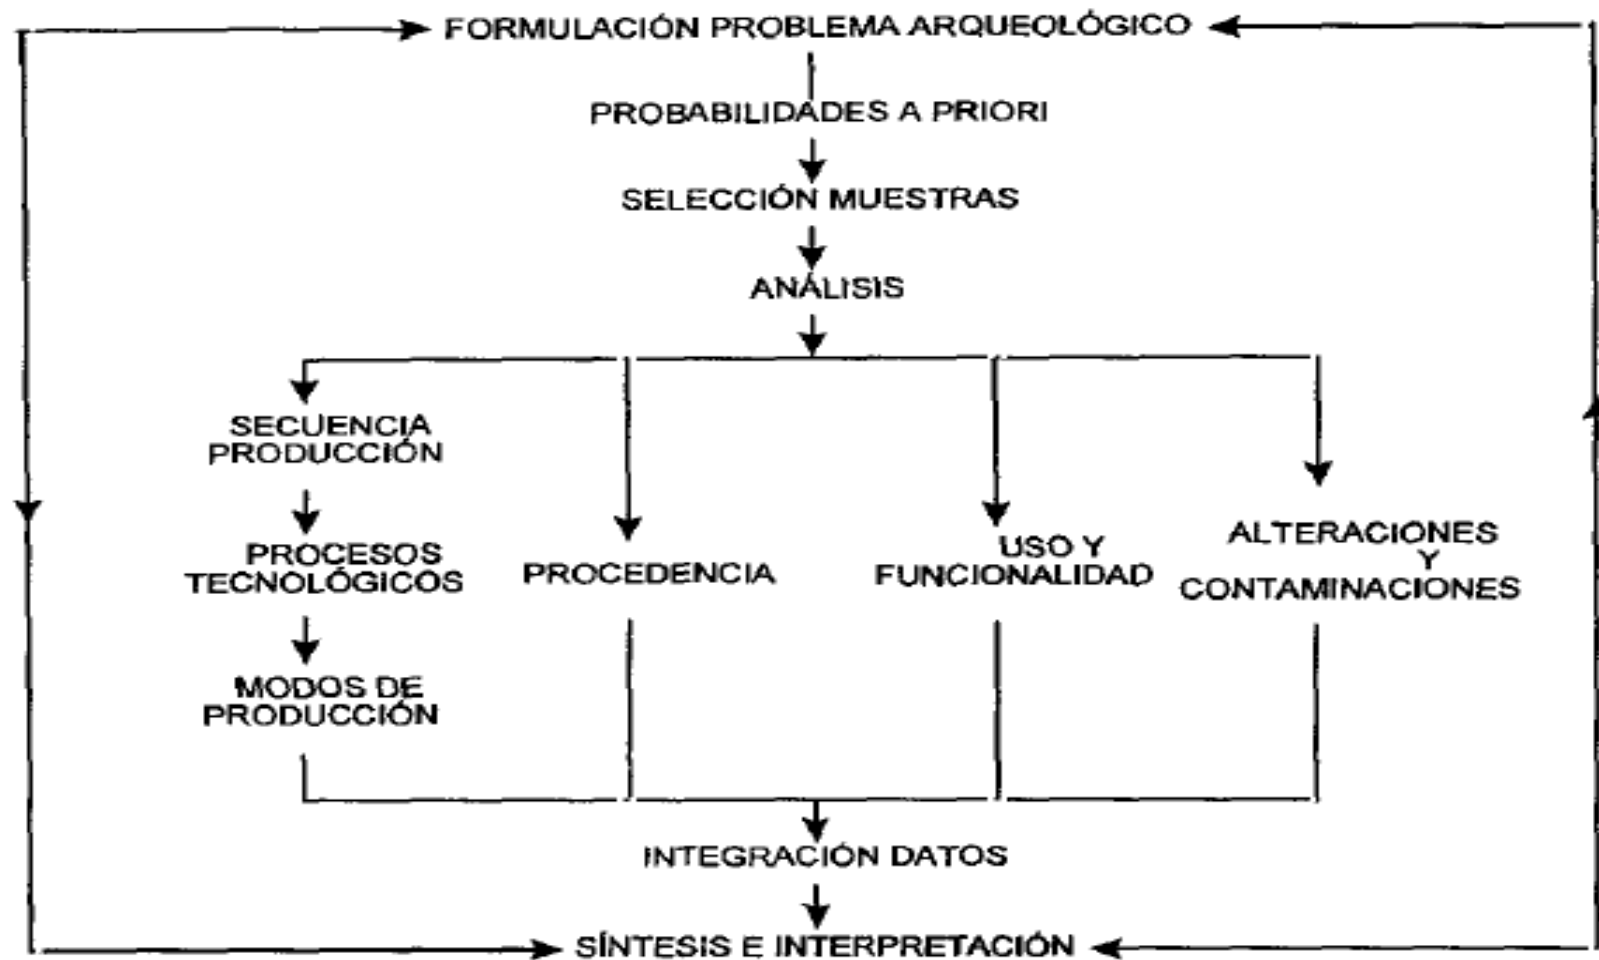 FORMULACIÓN PROBLEMA ARQUEOLÓGICO
PROBABILIDADES A PRIORI
SELECCIÓN MUESTRAS
ANÁLISIS
SECUENCIA
PRODUCCIÓN
PROCESOS
TECNOLÓGICOS
MODOS DE
PRODUCCIÓN
PROCEDENCIA
USO Y
FUNCIONALIDAD
ALTERACIONES
Y
CONTAMINACIONES
INTEGRACIÓN DATOS
SÍNTESIS E INTERPRETACIÓN